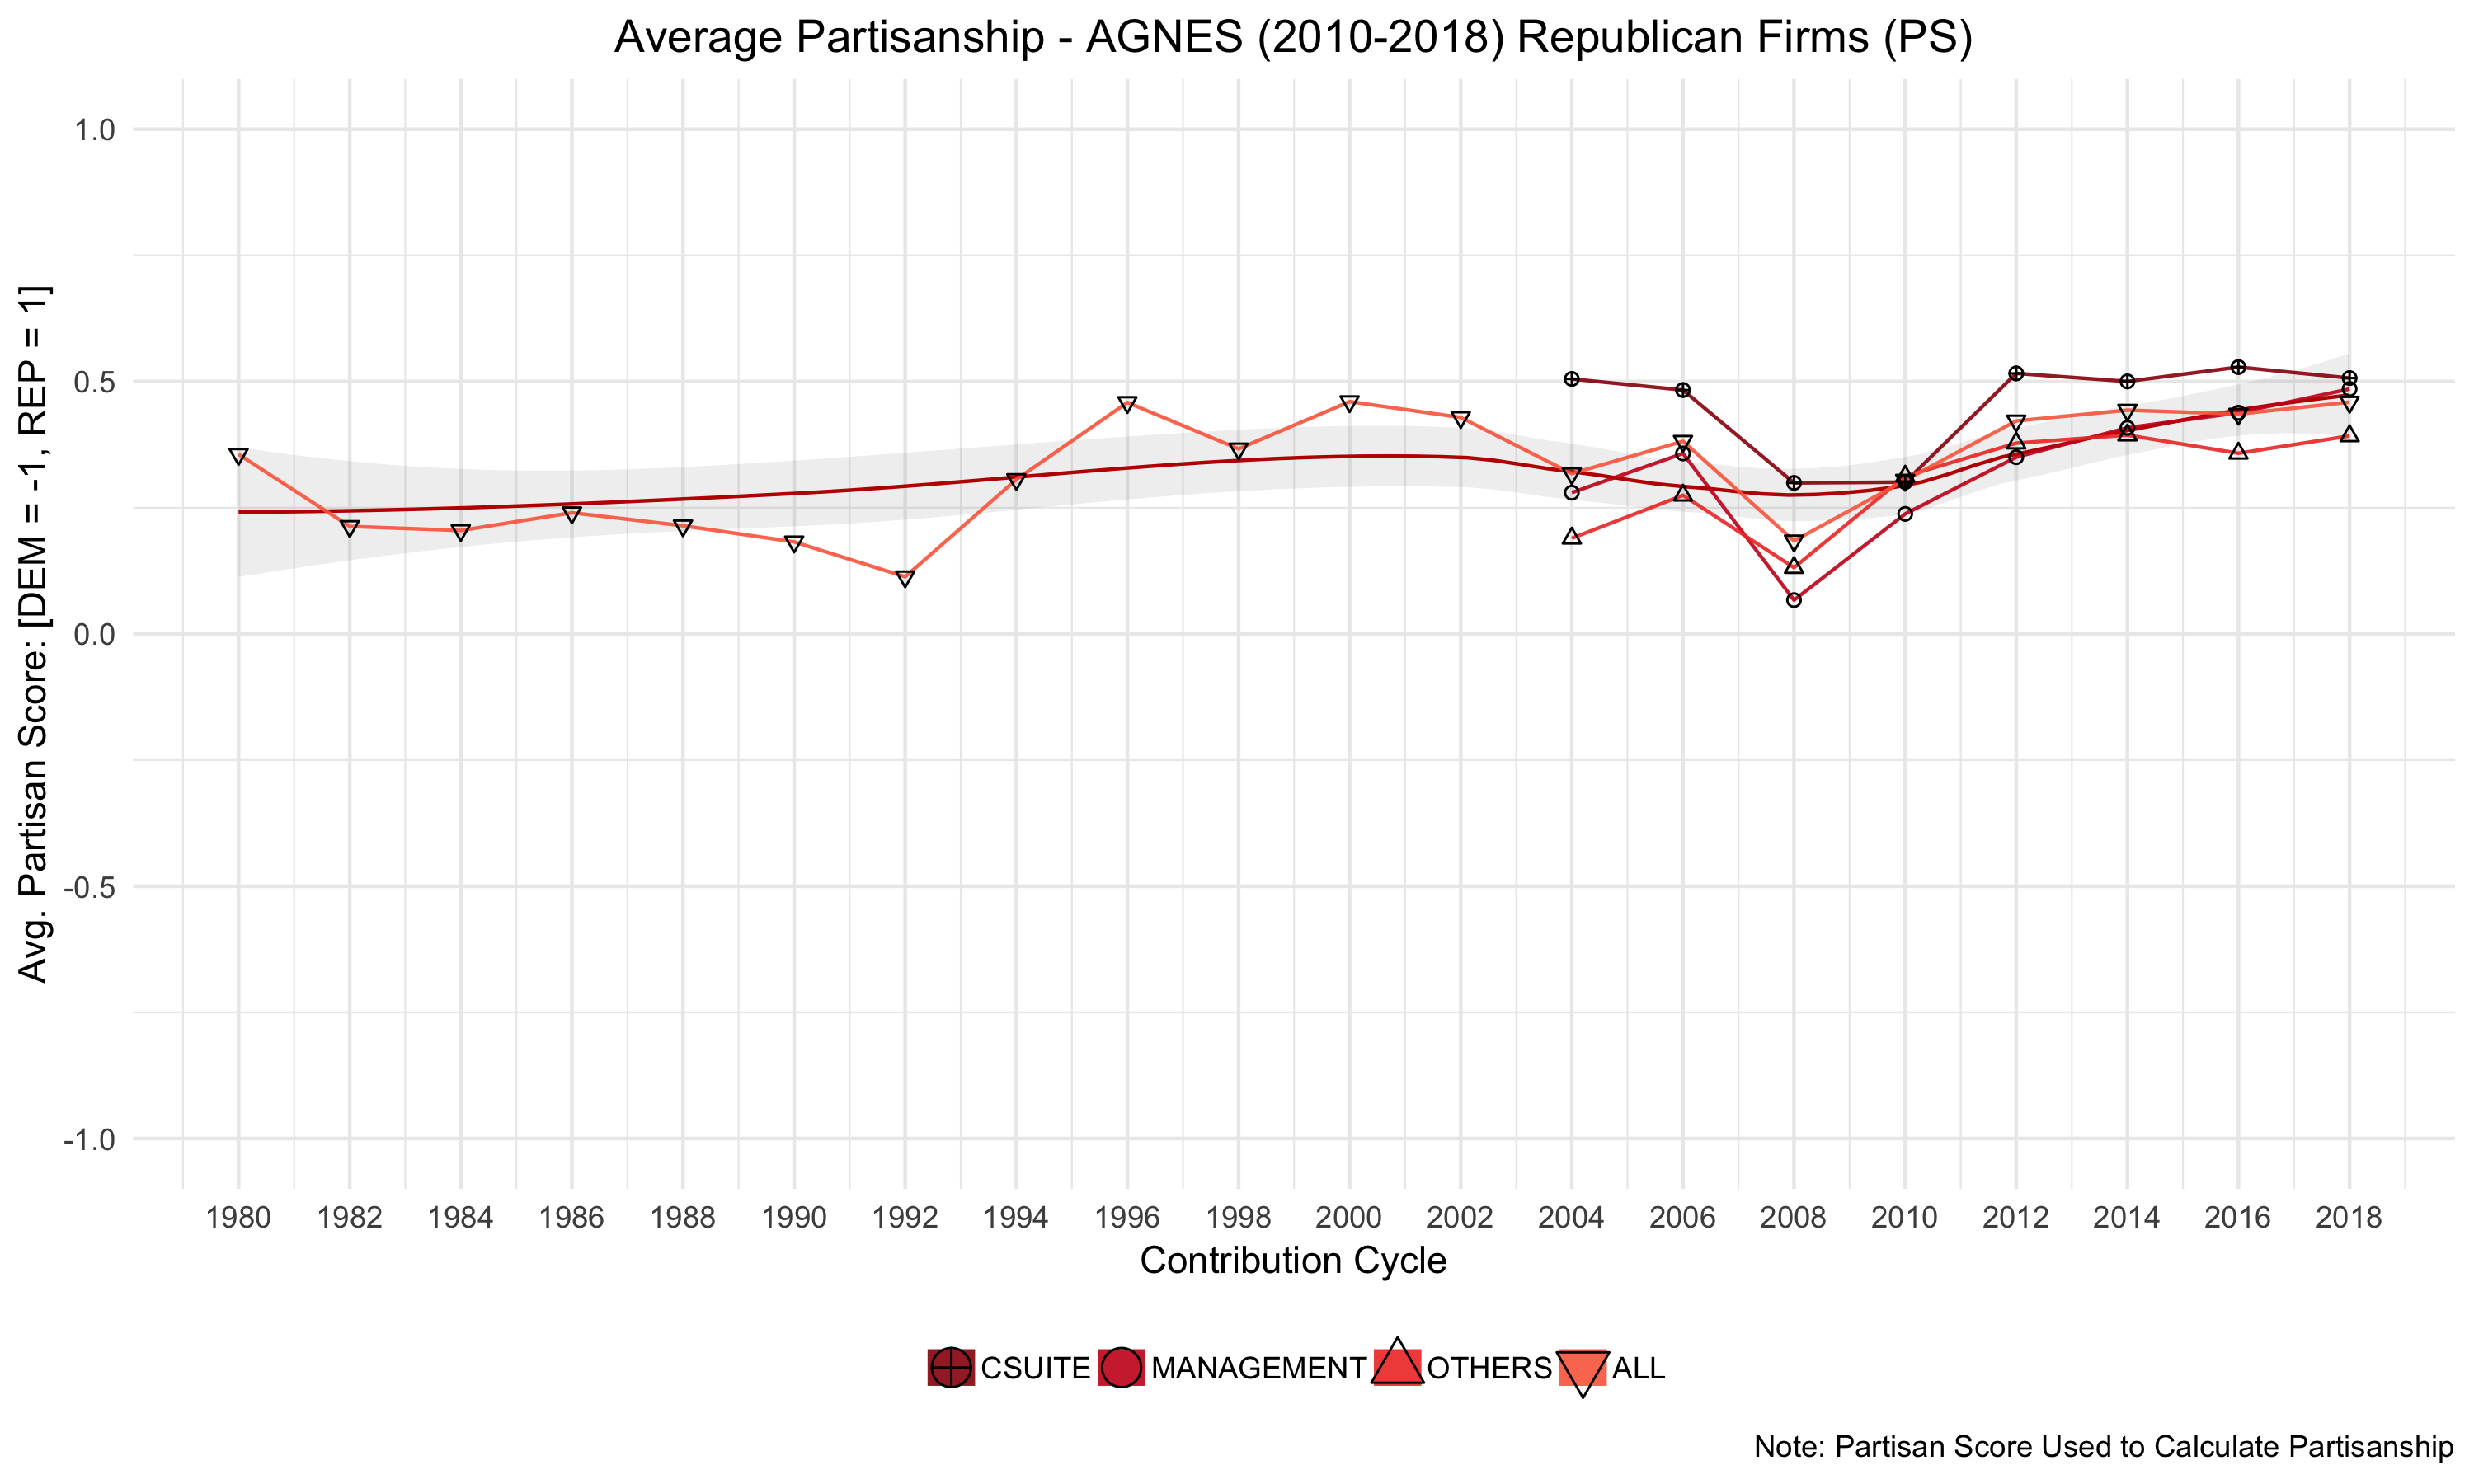 Average Partisanship - AGNES (2010-2018) Republican Firms (PS)
Avg. Partisan Score: [DEM = -1, REP = 1]
1.0
0.5
0.0
-0.5
-1.0
1980 1982 1984 1986 1988 1990 1992 1994 1996 1998 2000 2002 2004 2006 2008 2010 2012 2014 2016 2018
Contribution Cycle
CSUITE MANAGEMENT OTHERS ALL
Note: Partisan Score Used to Calculate Partisanship